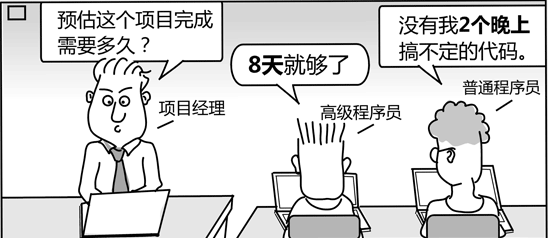 预估这个项目完成
需要多久？
项目经理
8天就够了
高级程序员
没有我2个晚上
搞不定的代码。
普通程序员